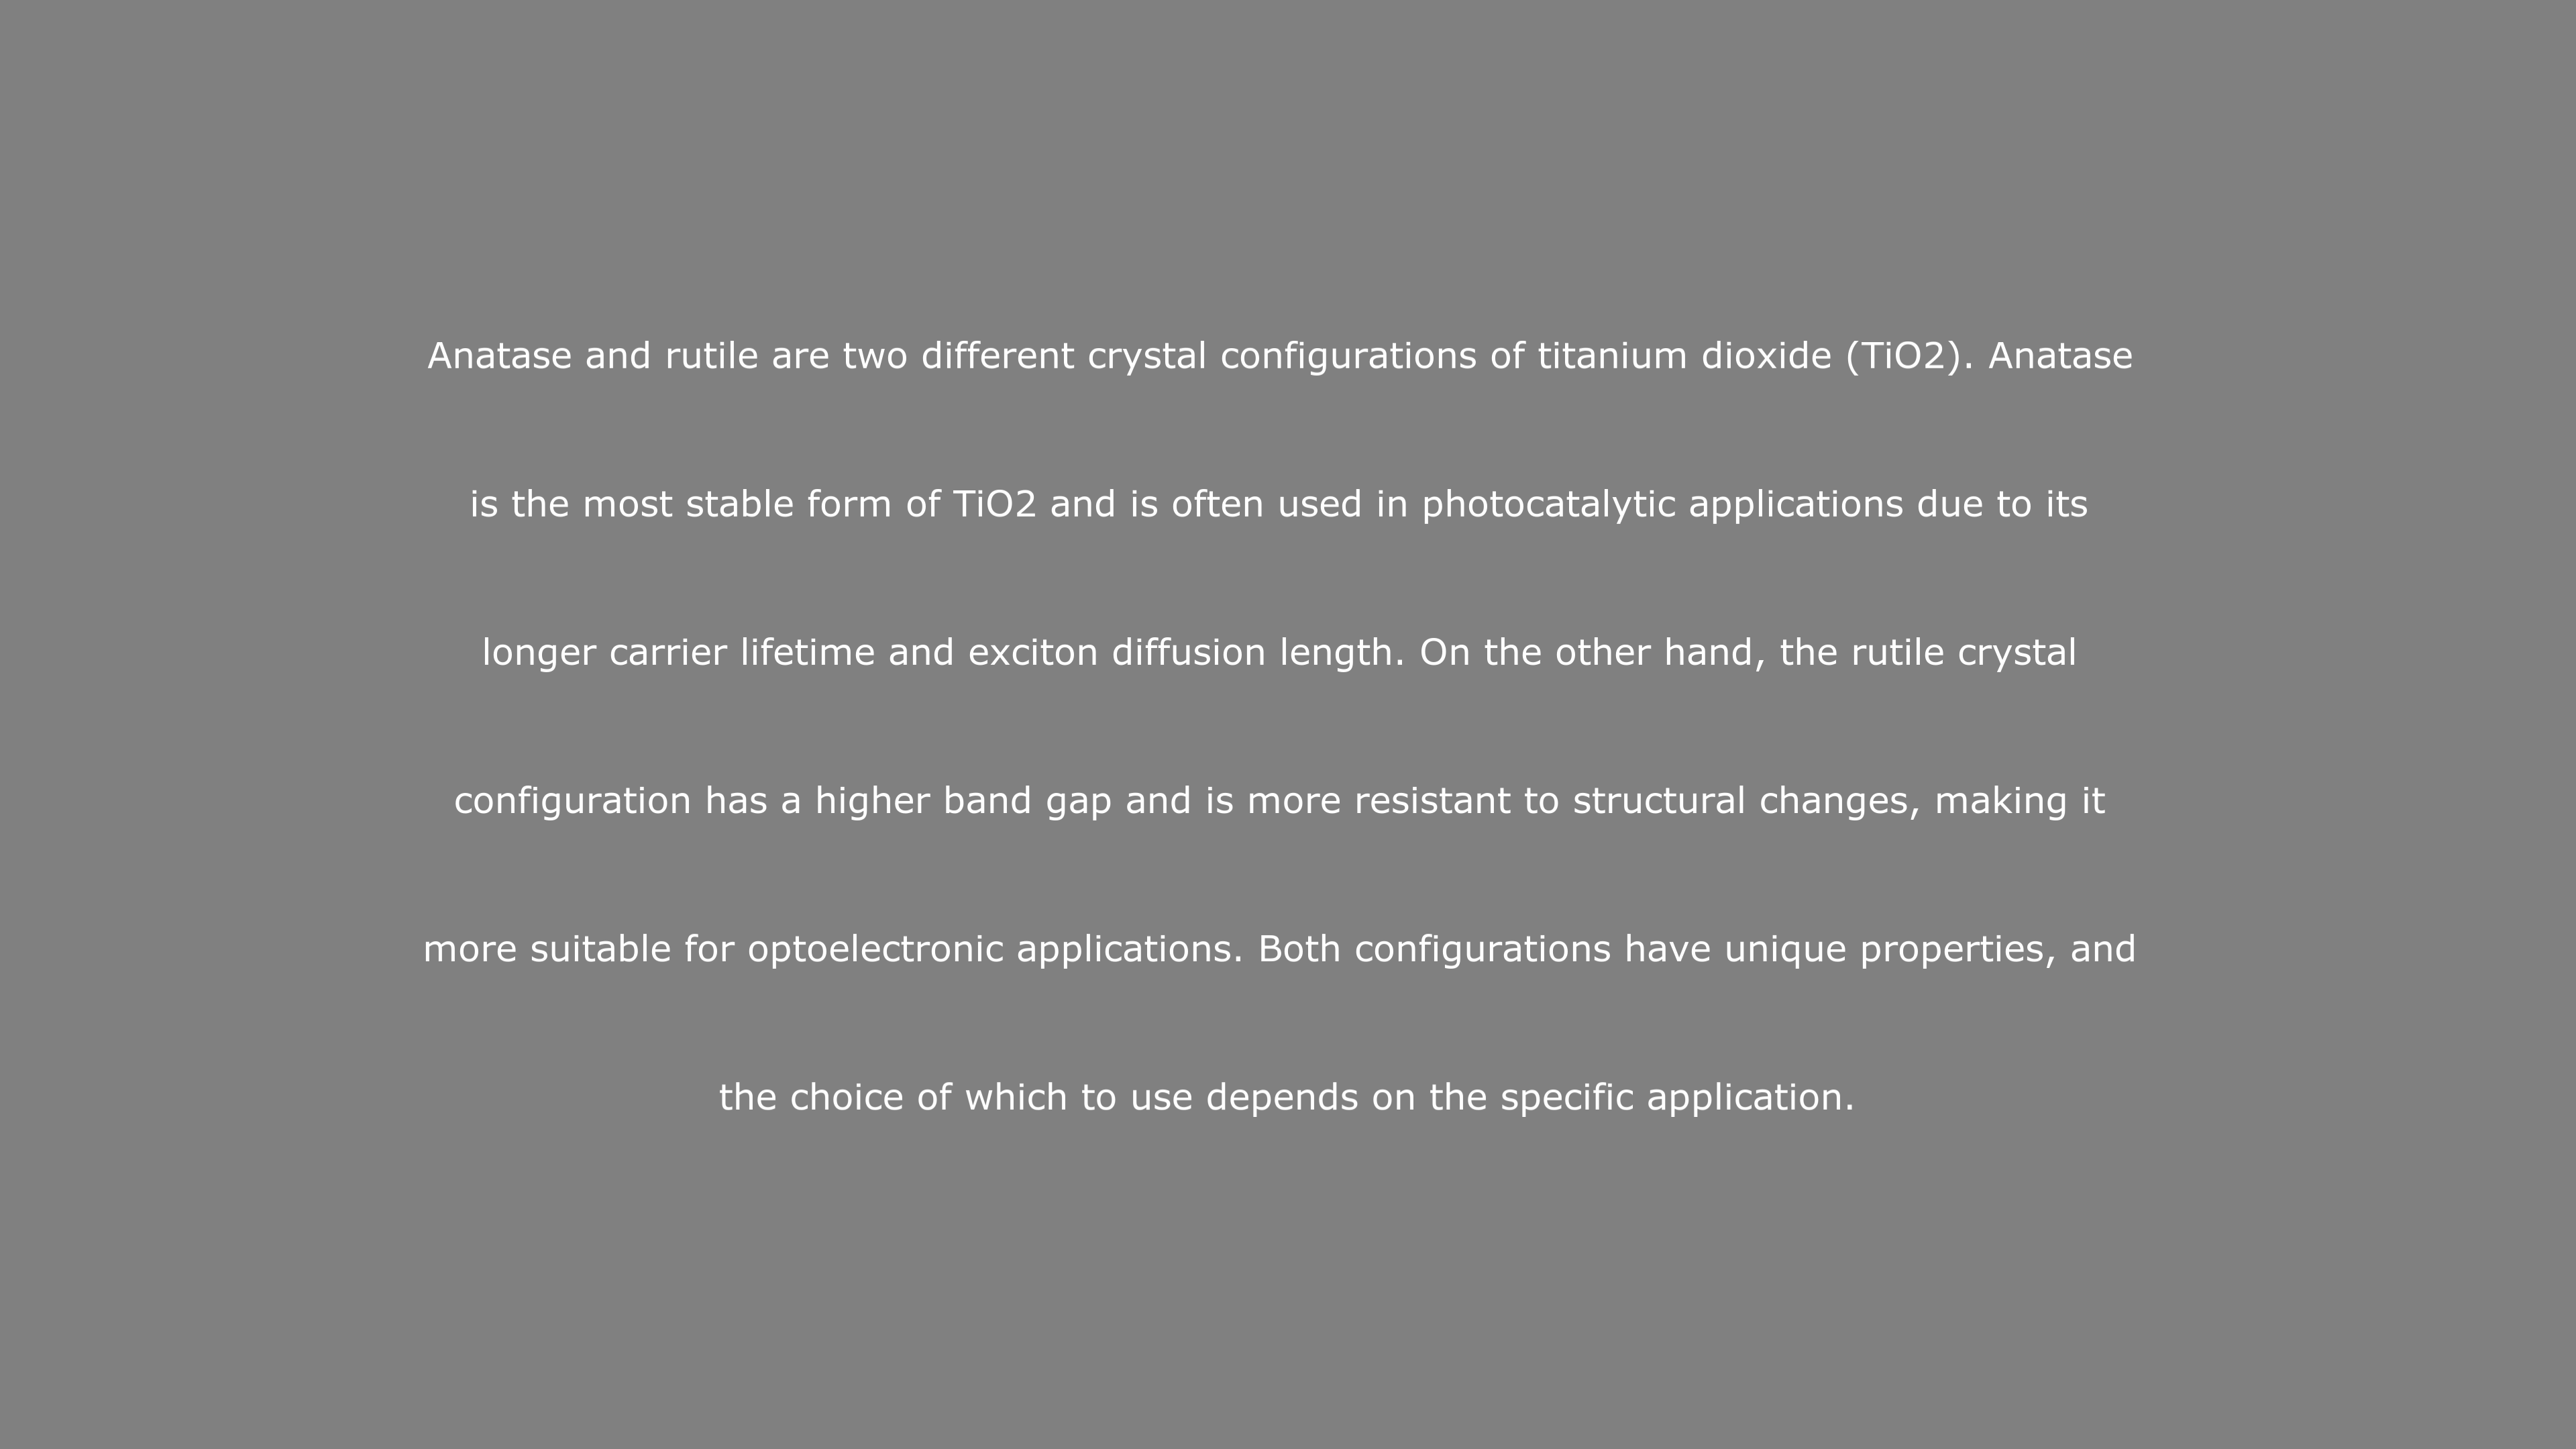 Anatase and rutile are two different crystal configurations of titanium dioxide (TiO2). Anatase
is the most stable form of TiO2 and is often used in photocatalytic applications due to its
longer carrier lifetime and exciton diffusion length. On the other hand, the rutile crystal
configuration has a higher band gap and is more resistant to structural changes, making it
more suitable for optoelectronic applications. Both configurations have unique properties, and
the choice of which to use depends on the specific application.